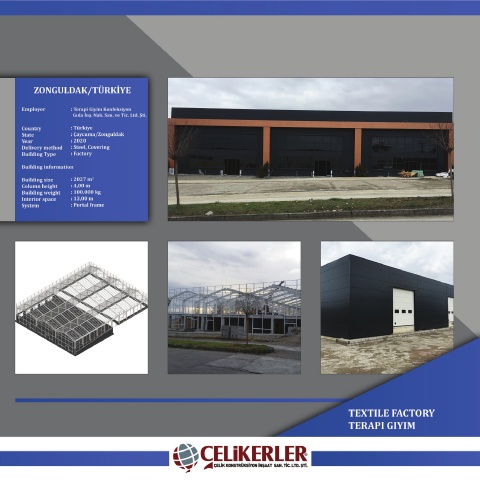 ZONGULDAK/TÜRKİYE
Employer : Terapi Giyim Konfeksiyon
Gıda İnş. Nak. San. ve Tic. Ltd. Şti.
Country : Türkiye
State : Çaycuma/Zonguldak
Year : 2020
Delivery method : Steel, Covering
Building Type : Factory
Building information
Building size : 2027 m²
Column height : 4,00 m
Building weight : 100.000 kg
Interior space : 12,00 m
System : Portal frame
TEXTILE FACTORY
TERAPI GIYIM
ÇELİKERLER
ÇELİK KONSTRÜKSİYON İNŞAAT SAN. TİC. LTD. ŞTİ.